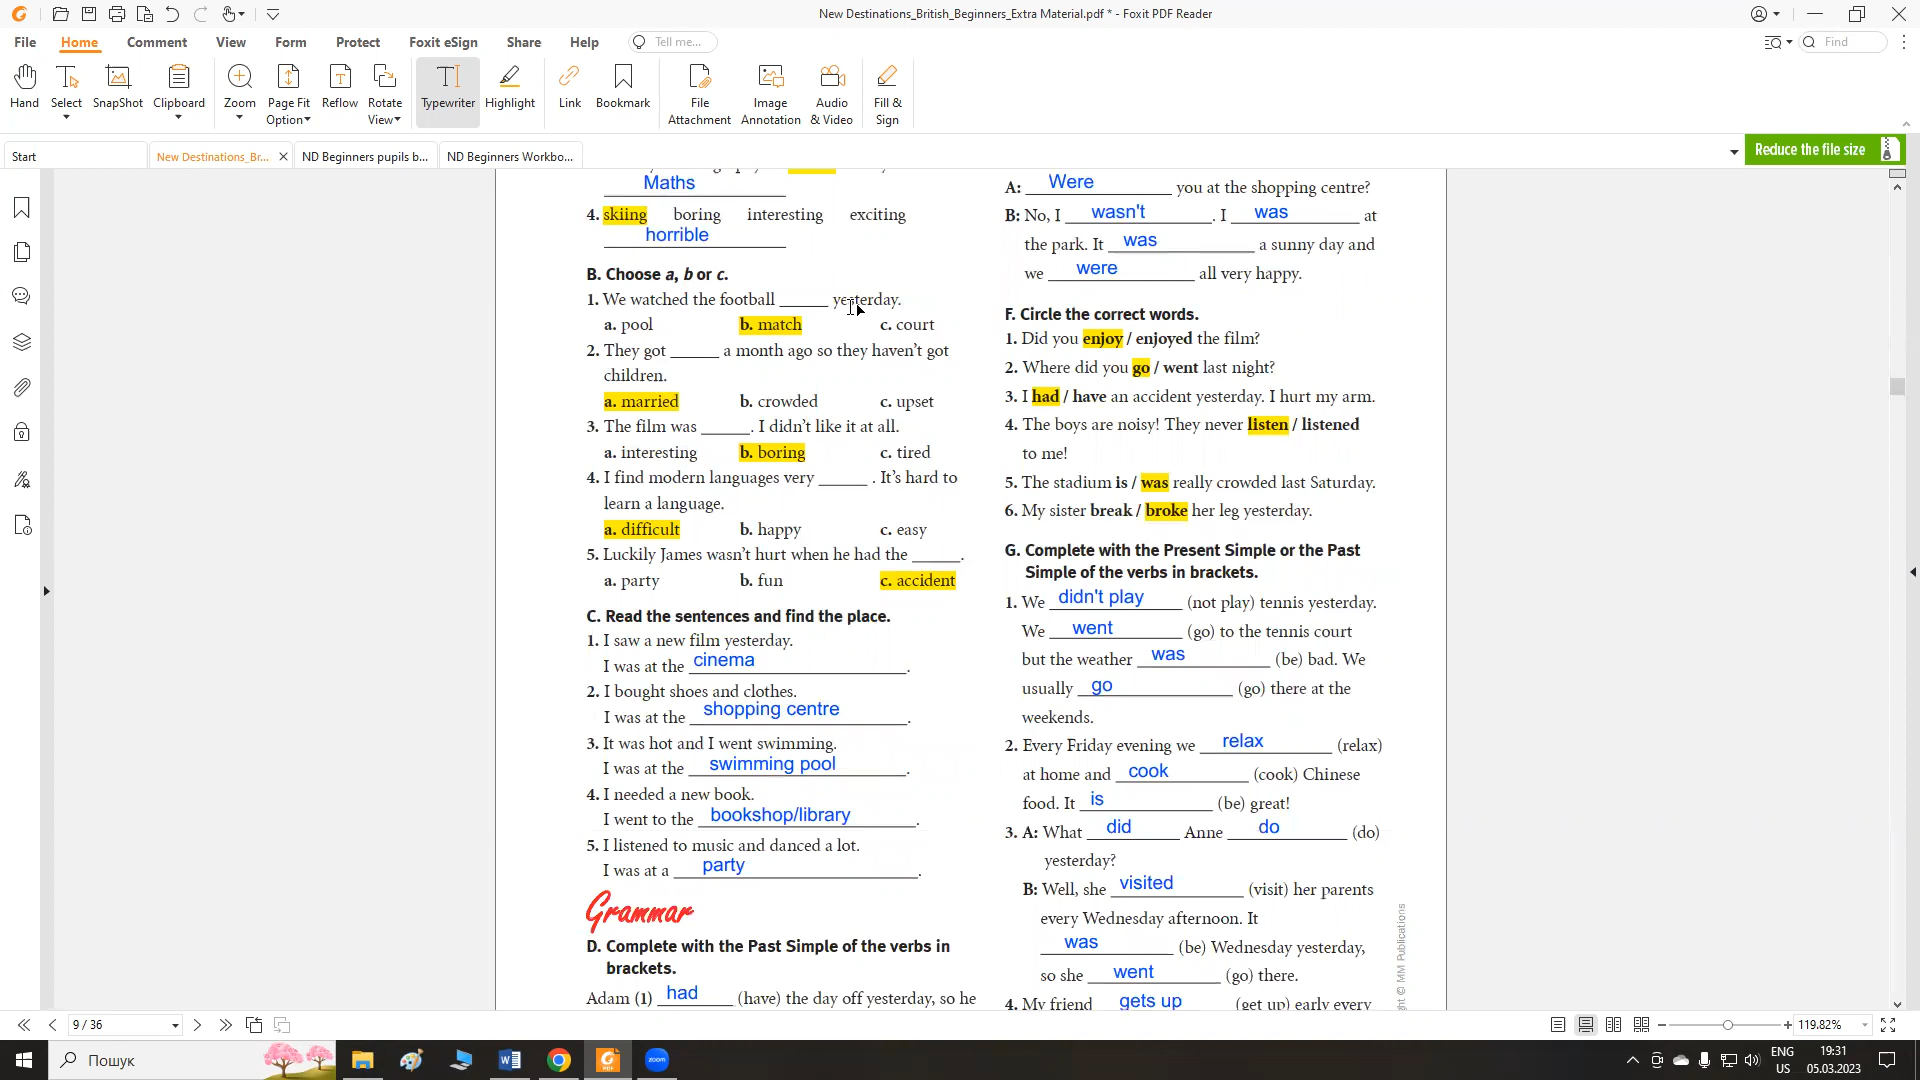 New Destinations_British_Beginners_Extra Material.pdf * - Foxit PDF Reader
File Home Comment View Form Protect Foxit eSign Share Help Tell me... Find
Hand Select SnapShot Clipboard Zoom Page Fit Option Reflow Rotate View Typewriter Highlight Link Bookmark File Attachment Image Annotation Audio & Video Fill & Sign
Start New Destinations_Br... ND Beginners pupils b... ND Beginners Workbo... Reduce the file size
Maths
4. skiing boring interesting exciting
horrible
B. Choose a, b or c.
1. We watched the football ______ yesterday.
a. pool b. match c. court
2. They got ______ a month ago so they haven't got
children.
a. married b. crowded c. upset
3. The film was ______. I didn't like it at all.
a. interesting b. boring c. tired
4. I find modern languages very ______ . It's hard to
learn a language.
a. difficult b. happy c. easy
5. Luckily James wasn't hurt when he had the ______.
a. party b. fun c. accident
C. Read the sentences and find the place.
1. I saw a new film yesterday.
I was at the cinema.
2. I bought shoes and clothes.
I was at the shopping centre.
3. It was hot and I went swimming.
I was at the swimming pool.
4. I needed a new book.
I went to the bookshop/library.
5. I listened to music and danced a lot.
I was at a party.
Grammar
D. Complete with the Past Simple of the verbs in
brackets.
Adam (1) had (have) the day off yesterday, so he
A: Were you at the shopping centre?
B: No, I wasn't. I was at
the park. It was a sunny day and
we were all very happy.
F. Circle the correct words.
1. Did you enjoy / enjoyed the film?
2. Where did you go / went last night?
3. I had / have an accident yesterday. I hurt my arm.
4. The boys are noisy! They never listen / listened
to me!
5. The stadium is / was really crowded last Saturday.
6. My sister break / broke her leg yesterday.
G. Complete with the Present Simple or the Past
Simple of the verbs in brackets.
1. We didn't play (not play) tennis yesterday.
We went (go) to the tennis court
but the weather was (be) bad. We
usually go (go) there at the
weekends.
2. Every Friday evening we relax (relax)
at home and cook (cook) Chinese
food. It is (be) great!
3. A: What did Anne do (do)
yesterday?
B: Well, she visited (visit) her parents
every Wednesday afternoon. It
was (be) Wednesday yesterday,
so she went (go) there.
4. My friend gets up (get up) early every
© MM Publications
9 / 36 119.82%
Пошук
W zoom ENG US 19:31 05.03.2023